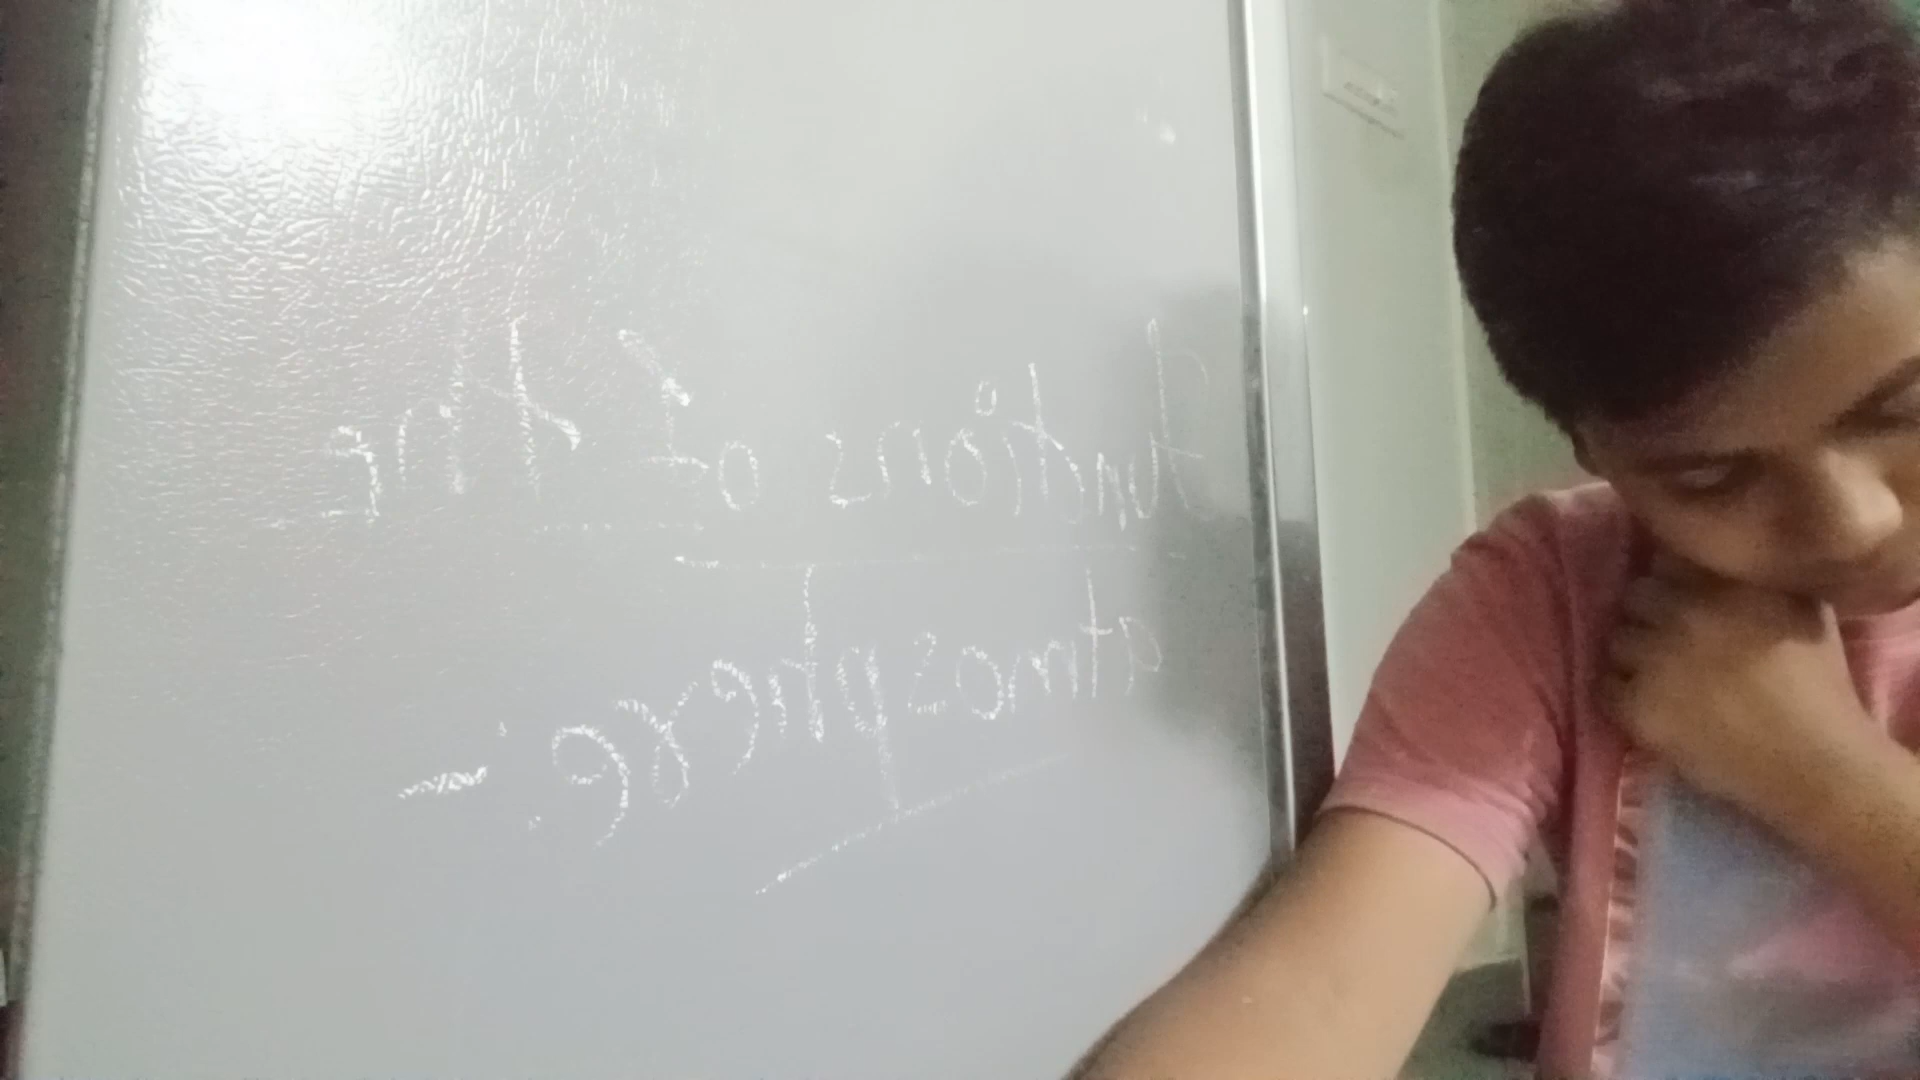 functions of the
atmosphere :-